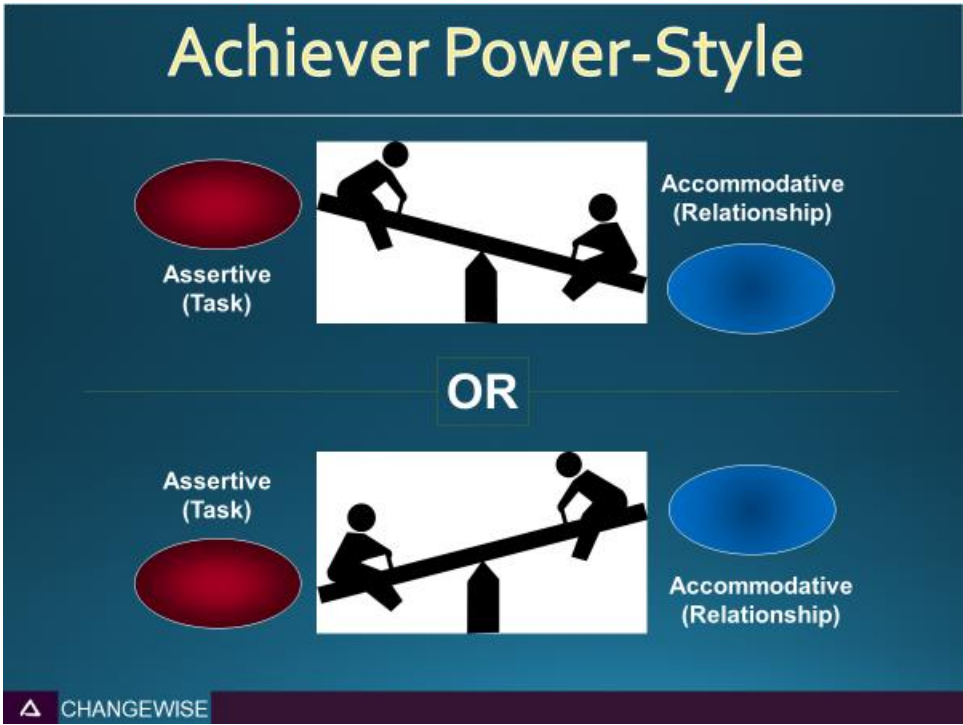 Achiever Power-Style
Accommodative
(Relationship)
Assertive
(Task)
OR
Assertive
(Task)
Accommodative
(Relationship)
CHANGEWISE